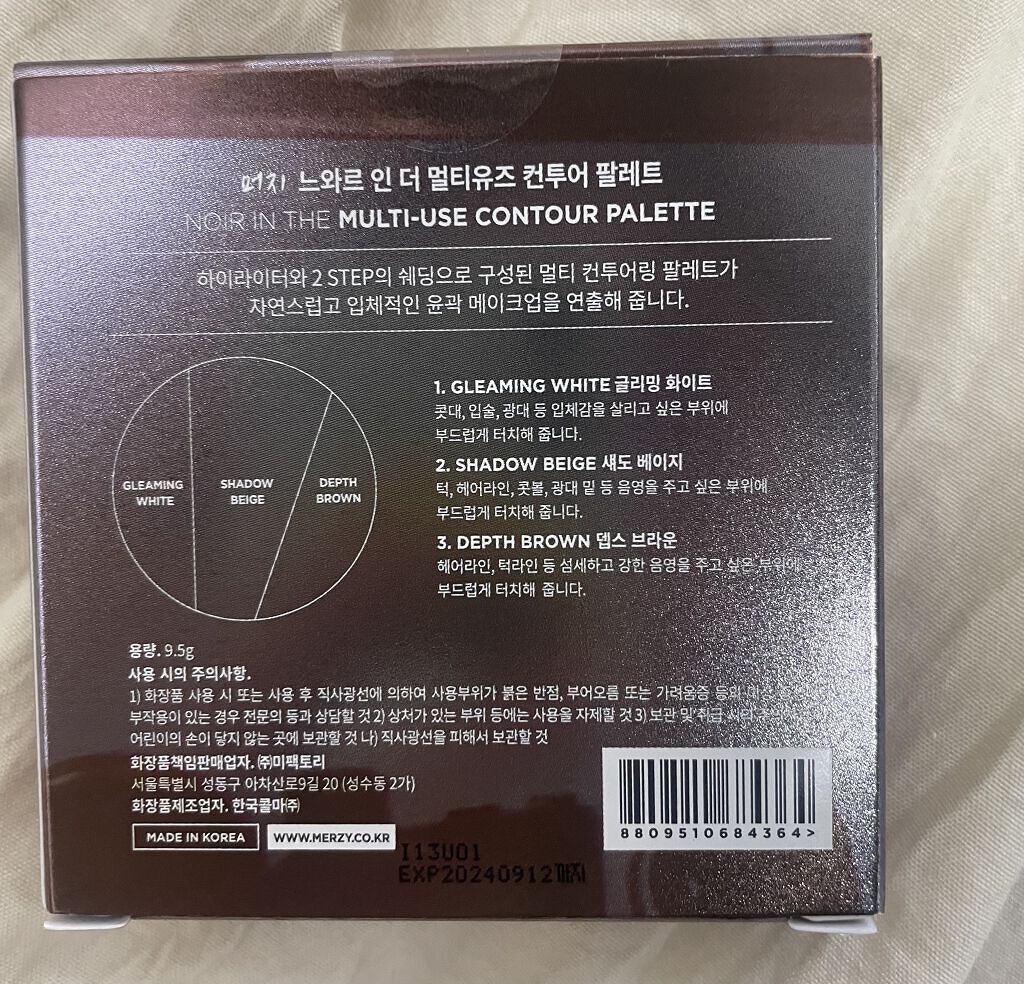 머지 느와르 인 더 멀티유즈 컨투어 팔레트
NOIR IN THE MULTI-USE CONTOUR PALETTE
하이라이터와 2 STEP의 쉐딩으로 구성된 멀티 컨투어링 팔레트가
자연스럽고 입체적인 윤곽 메이크업을 연출해 줍니다.
GLEAMING
WHITE
SHADOW
BEIGE
DEPTH
BROWN
1. GLEAMING WHITE 글리밍 화이트
콧대, 입술, 광대 등 입체감을 살리고 싶은 부위에
부드럽게 터치해 줍니다.
2. SHADOW BEIGE 섀도 베이지
턱, 헤어라인, 콧볼, 광대 밑 등 음영을 주고 싶은 부위에
부드럽게 터치해 줍니다.
3. DEPTH BROWN 뎁스 브라운
헤어라인, 턱라인 등 섬세하고 강한 음영을 주고 싶은 부위에
부드럽게 터치해 줍니다.
용량. 9.5g
사용 시의 주의사항.
1) 화장품 사용 시 또는 사용 후 직사광선에 의하여 사용부위가 붉은 반점, 부어오름 또는 가려움증 등의 이상
부작용이 있는 경우 전문의 등과 상담할 것 2) 상처가 있는 부위 등에는 사용을 자제할 것 3) 보관 및 취급 시의
어린이의 손이 닿지 않는 곳에 보관할 것 나) 직사광선을 피해서 보관할 것
화장품책임판매업자. ㈜미팩토리
서울특별시 성동구 아차산로9길 20 (성수동 2가)
화장품제조업자. 한국콜마㈜
MADE IN KOREA WWW.MERZY.CO.KR
8809510684364>
I13U01
EXP20240912까지